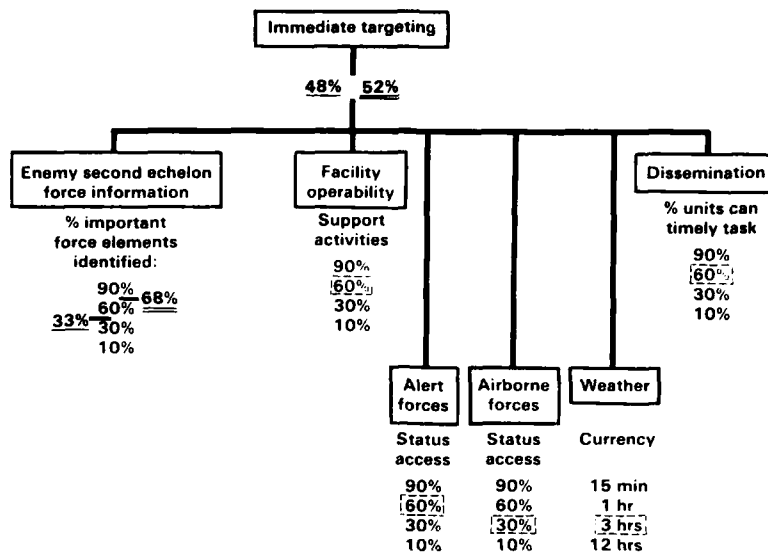 Immediate targeting
48% 52%
Enemy second echelon
force information
% important
force elements
identified:
90%
68%
60%
33%
30%
10%
Facility
operability
Support
activities
90%
60%
30%
10%
Dissemination
% units can
timely task
90%
60%
30%
10%
Alert
forces
Status
access
90%
60%
30%
10%
Airborne
forces
Status
access
90%
60%
30%
10%
Weather
Currency
15 min
1 hr
3 hrs
12 hrs